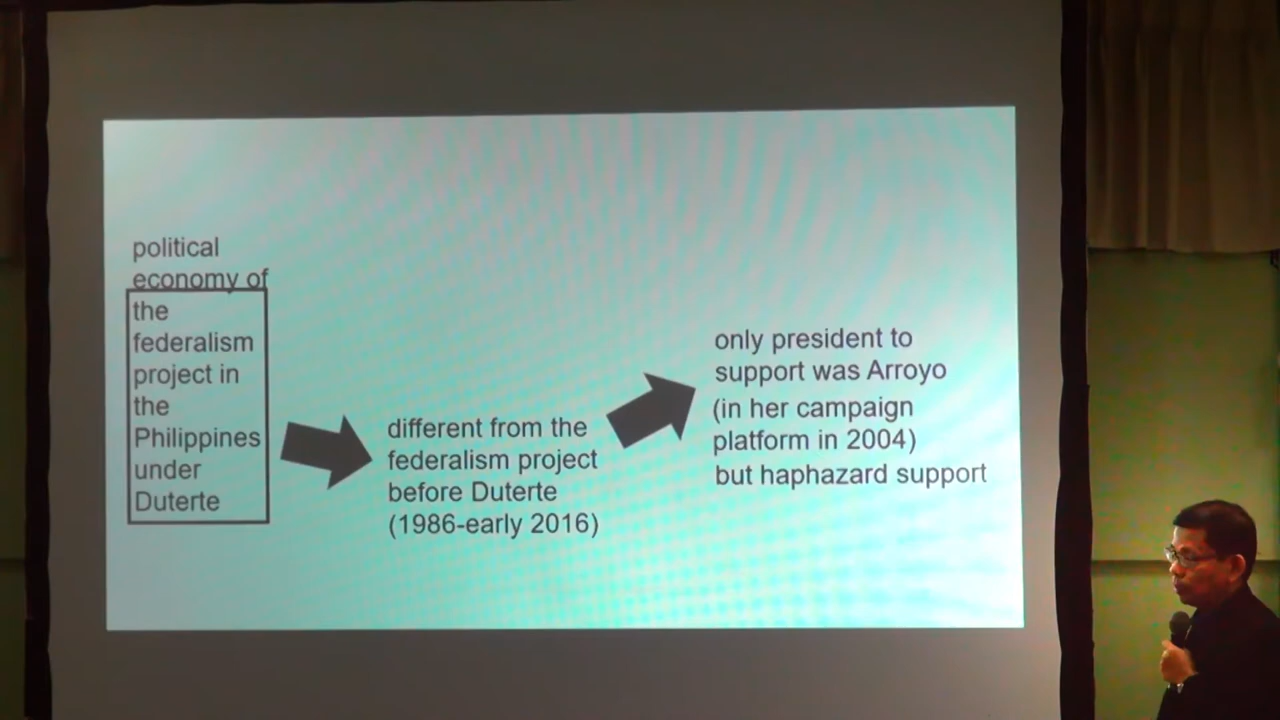 political
economy of
the
federalism
project in
the
Philippines
under
Duterte
different from the
federalism project
before Duterte
(1986-early 2016)
only president to
support was Arroyo
(in her campaign
platform in 2004)
but haphazard support